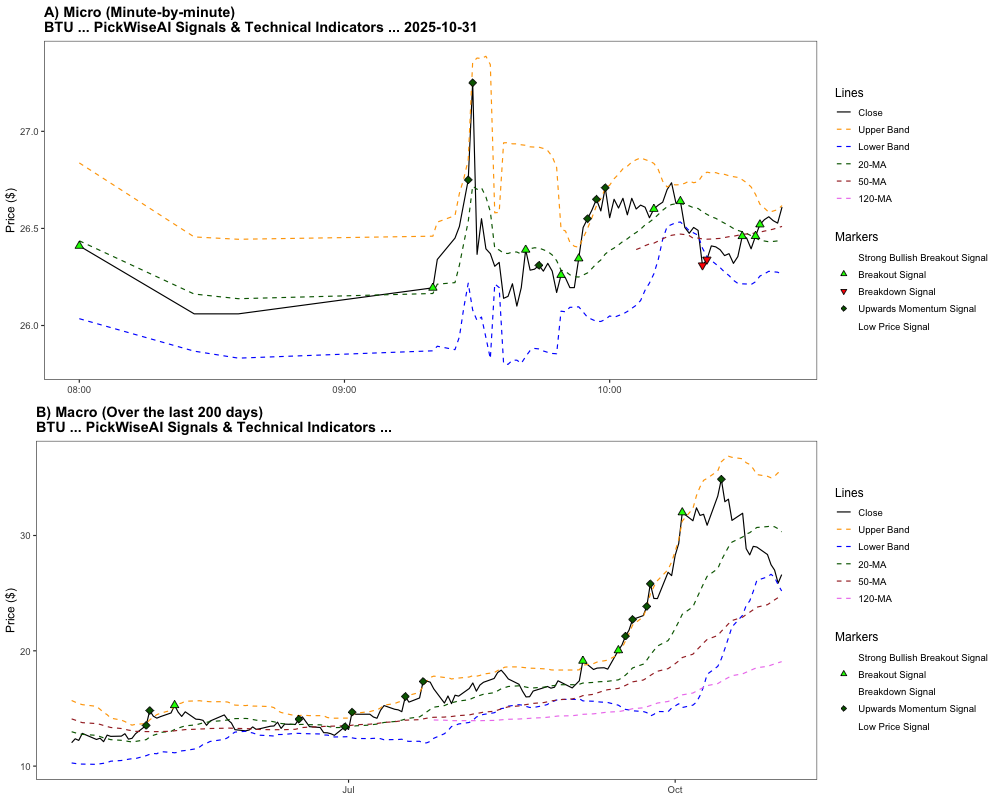 A) Micro (Minute-by-minute)
BTU ... PickWiseAI Signals & Technical Indicators ... 2025-10-31
Price ($)
27.0
26.5
26.0
08:00
09:00
10:00
Lines
Close
Upper Band
Lower Band
20-MA
50-MA
120-MA
Markers
Strong Bullish Breakout Signal
Breakout Signal
Breakdown Signal
Upwards Momentum Signal
Low Price Signal
B) Macro (Over the last 200 days)
BTU ... PickWiseAI Signals & Technical Indicators ...
Price ($)
30
20
10
Jul
Oct
Lines
Close
Upper Band
Lower Band
20-MA
50-MA
120-MA
Markers
Strong Bullish Breakout Signal
Breakout Signal
Breakdown Signal
Upwards Momentum Signal
Low Price Signal